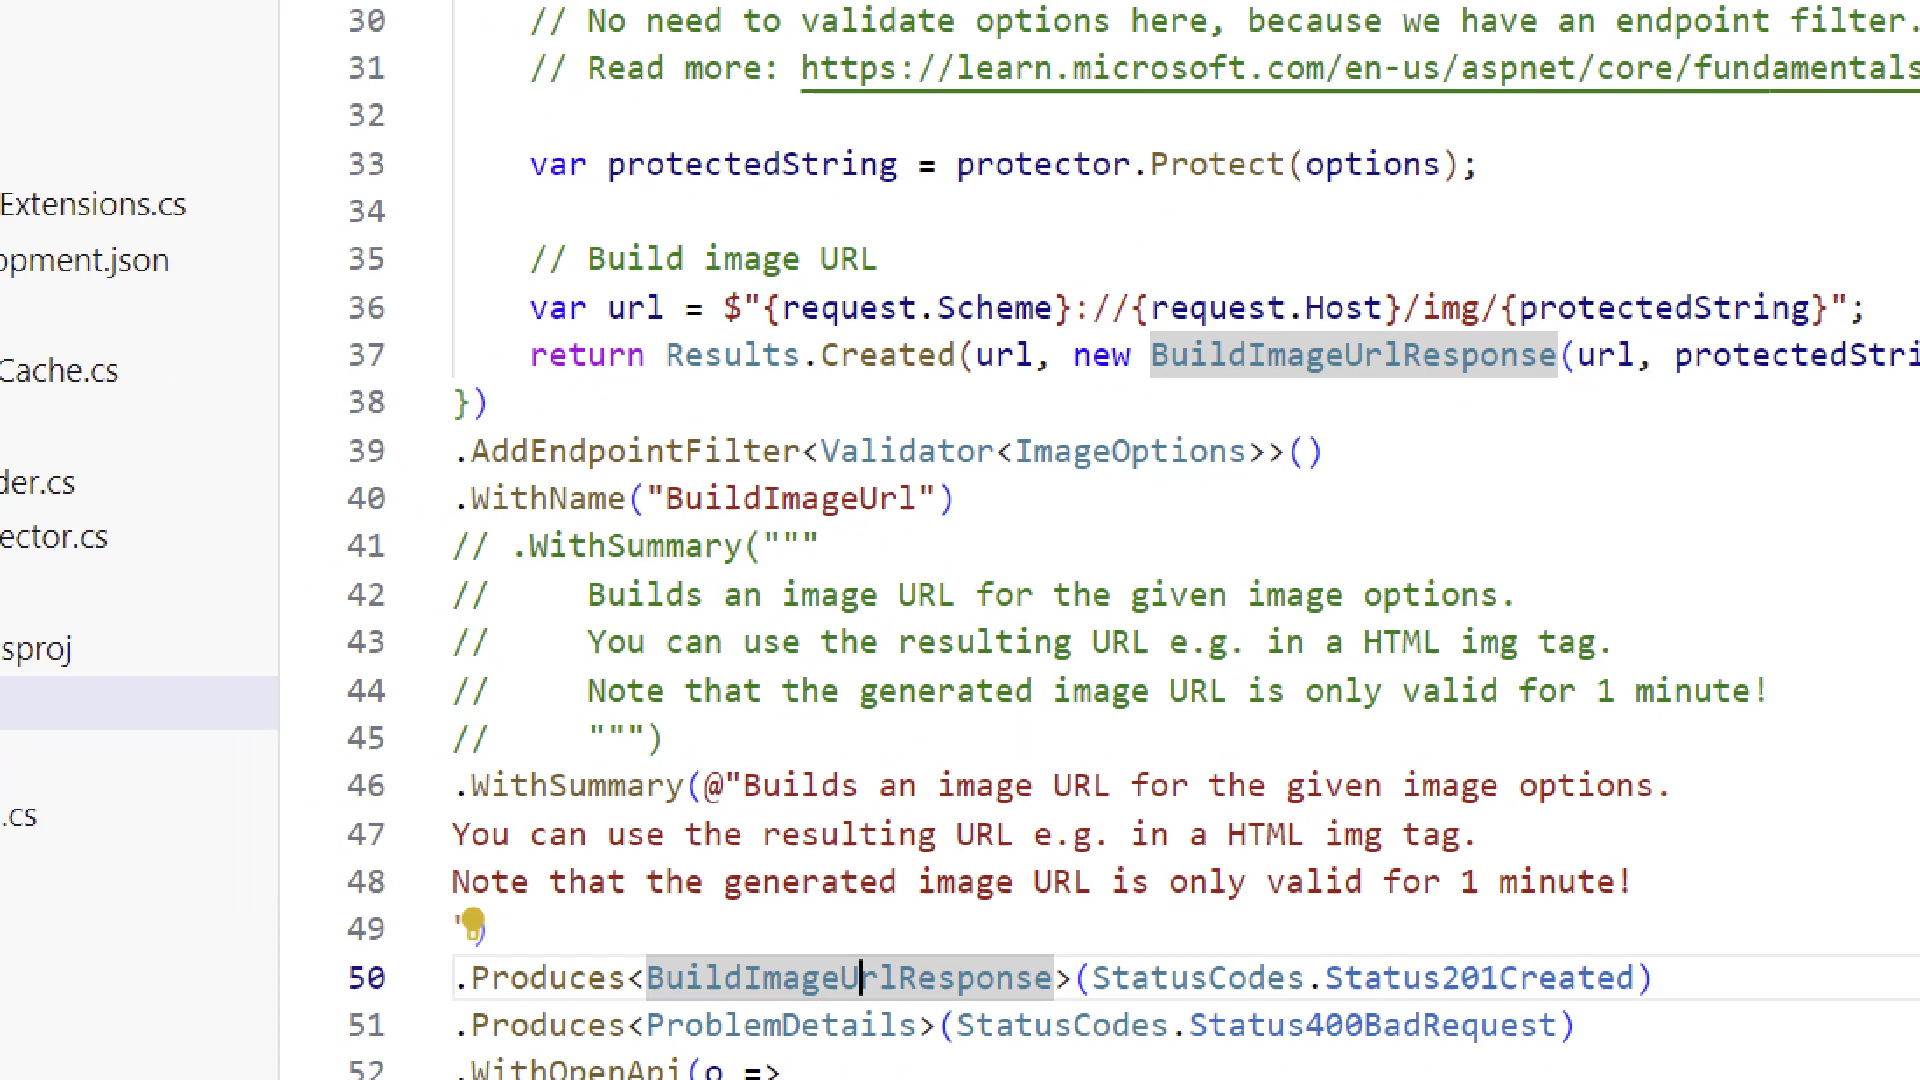 Extensions.cs
opment.json
Cache.cs
der.cs
ector.cs
sproj
.cs
30 // No need to validate options here, because we have an endpoint filter.
31 // Read more: https://learn.microsoft.com/en-us/aspnet/core/fundamentals
32
33 var protectedString = protector.Protect(options);
34
35 // Build image URL
36 var url = $"{request.Scheme}://{request.Host}/img/{protectedString}";
37 return Results.Created(url, new BuildImageUrlResponse(url, protectedStri
38 })
39 .AddEndpointFilter<Validator<ImageOptions>>()
40 .WithName("BuildImageUrl")
41 // .WithSummary("""
42 //     Builds an image URL for the given image options.
43 //     You can use the resulting URL e.g. in a HTML img tag.
44 //     Note that the generated image URL is only valid for 1 minute!
45 //     """)
46 .WithSummary(@"Builds an image URL for the given image options.
47 You can use the resulting URL e.g. in a HTML img tag.
48 Note that the generated image URL is only valid for 1 minute!
49 ")
50 .Produces<BuildImageUrlResponse>(StatusCodes.Status201Created)
51 .Produces<ProblemDetails>(StatusCodes.Status400BadRequest)
52 .WithOpenApi(o =>